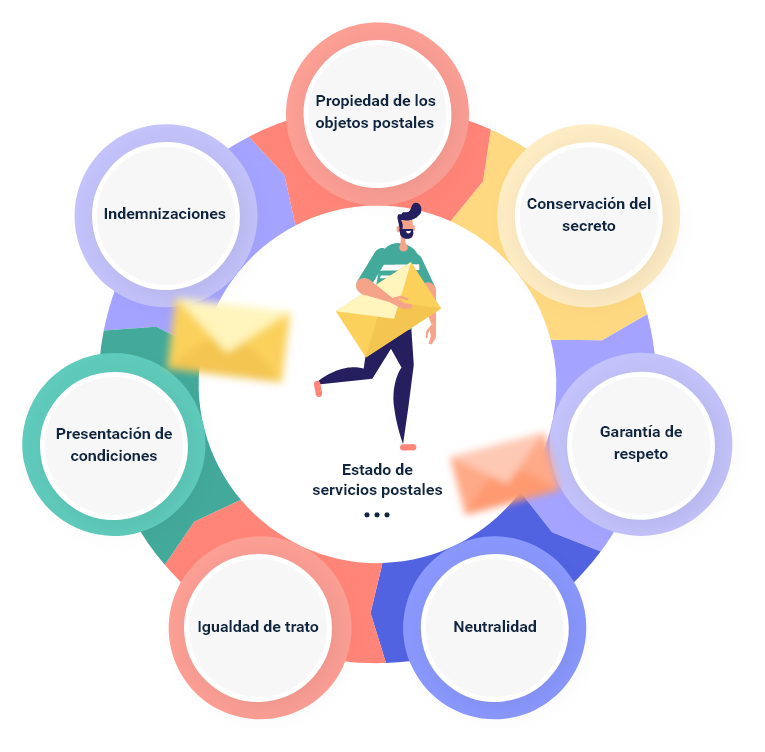 Propiedad de los
objetos postales
Conservación del
secreto
Garantía de
respeto
Neutralidad
Igualdad de trato
Presentación de
condiciones
Indemnizaciones
Estado de
servicios postales